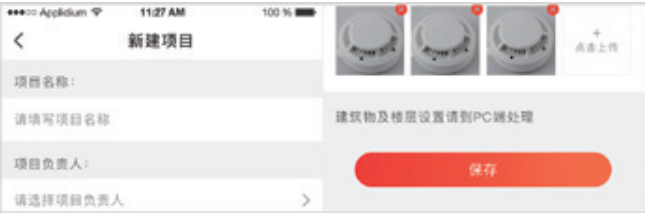 Applidium 11:27 AM 100 %
新建项目
项目名称：
请填写项目名称
项目负责人：
请选择项目负责人
+
点击上传
建筑物及楼层设置请到PC端处理
保存